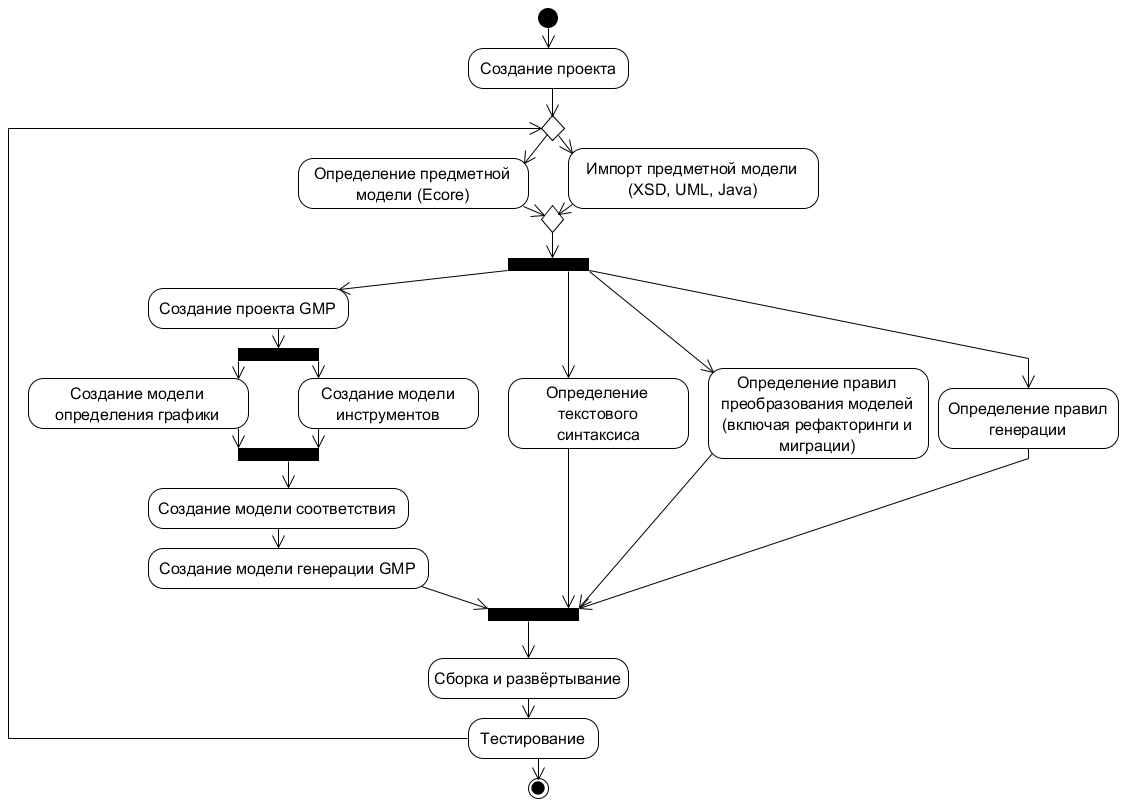 Создание проекта
Определение предметной
модели (Ecore)
Импорт предметной модели
(XSD, UML, Java)
Создание проекта GMP
Создание модели
определения графики
Создание модели
инструментов
Определение
текстового
синтаксиса
Определение правил
преобразования моделей
(включая рефакторинги и
миграции)
Определение правил
генерации
Создание модели соответствия
Создание модели генерации GMP
Сборка и развёртывание
Тестирование